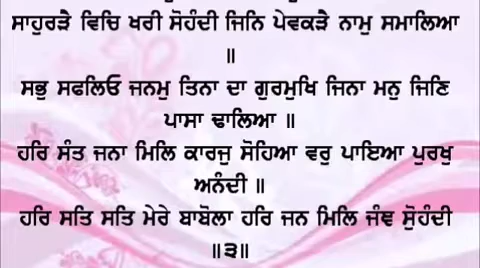 ਸਾਹੁਰੜੈ ਵਿਚਿ ਖਰੀ ਸੋਹੰਦੀ ਜਿਨਿ ਪੇਵਕੜੈ ਨਾਮੁ ਸਮਾਲਿਆ
॥
ਸਭੁ ਸਫਲਿਓ ਜਨਮੁ ਤਿਨਾ ਦਾ ਗੁਰਮੁਖਿ ਜਿਨਾ ਮਨੁ ਜਿਣਿ
ਪਾਸਾ ਢਾਲਿਆ ॥
ਹਰਿ ਸੰਤ ਜਨਾ ਮਿਲਿ ਕਾਰਜੁ ਸੋਹਿਆ ਵਰੁ ਪਾਇਆ ਪੁਰਖੁ
ਅਨੰਦੀ ॥
ਹਰਿ ਸਤਿ ਸਤਿ ਮੇਰੇ ਬਾਬੋਲਾ ਹਰਿ ਜਨ ਮਿਲਿ ਜੰਞ ਸੋੁਹੰਦੀ
॥੩॥